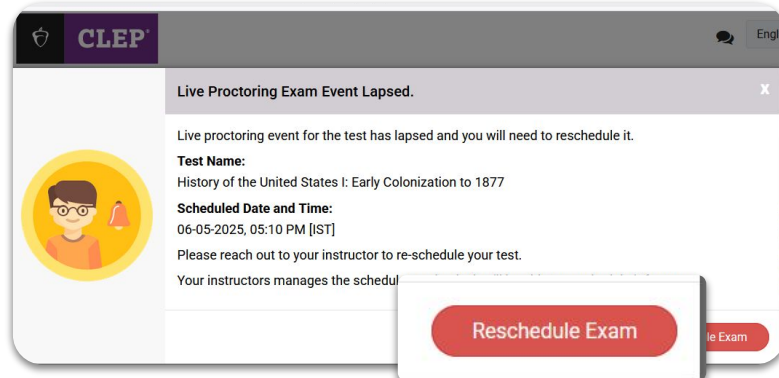 CLEP
Engl
Live Proctoring Exam Event Lapsed.
X
Live proctoring event for the test has lapsed and you will need to reschedule it.
Test Name:
History of the United States I: Early Colonization to 1877
Scheduled Date and Time:
06-05-2025, 05:10 PM [IST]
Please reach out to your instructor to re-schedule your test.
Your instructors manages the schedul
Reschedule Exam
le Exam